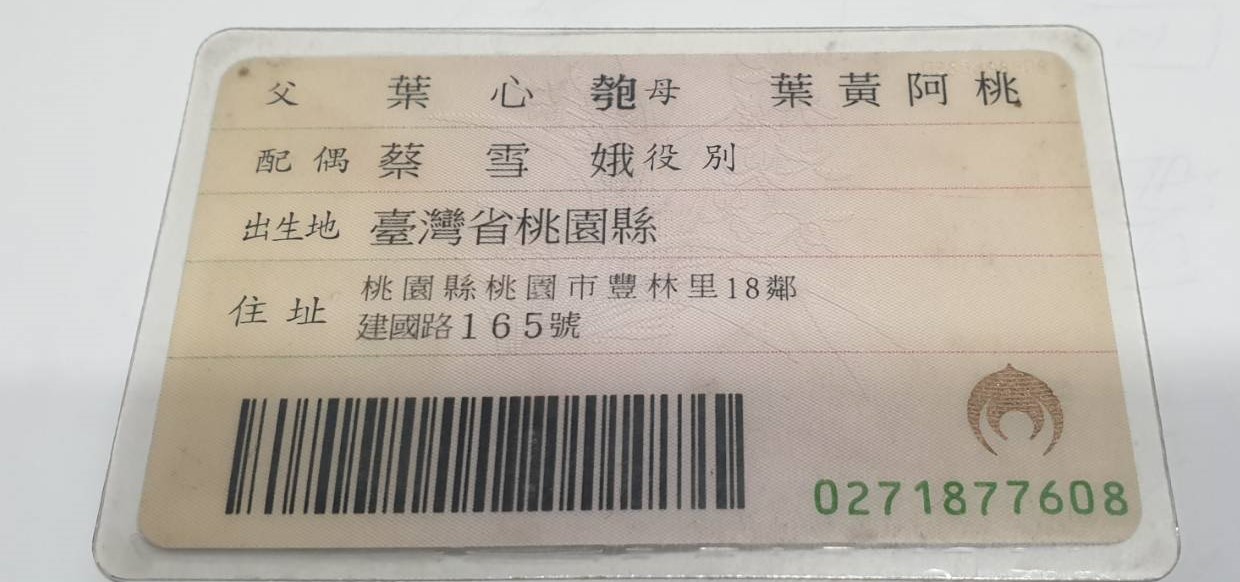 父 葉心匏 母 葉黃阿桃
配偶 蔡雪娥 役別
出生地 臺灣省桃園縣
住址 桃園縣桃園市豐林里18鄰
建國路165號
0271877608